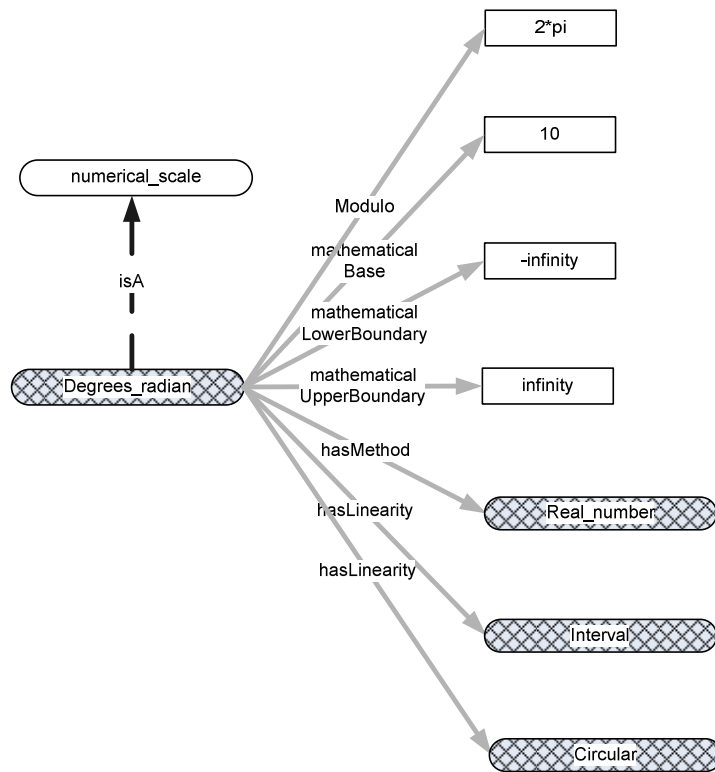 2*pi
10
numerical_scale
Modulo
mathematical
Base
-infinity
isA
mathematical
LowerBoundary
Degrees_radian
mathematical
UpperBoundary
infinity
hasMethod
Real_number
hasLinearity
hasLinearity
Interval
Circular